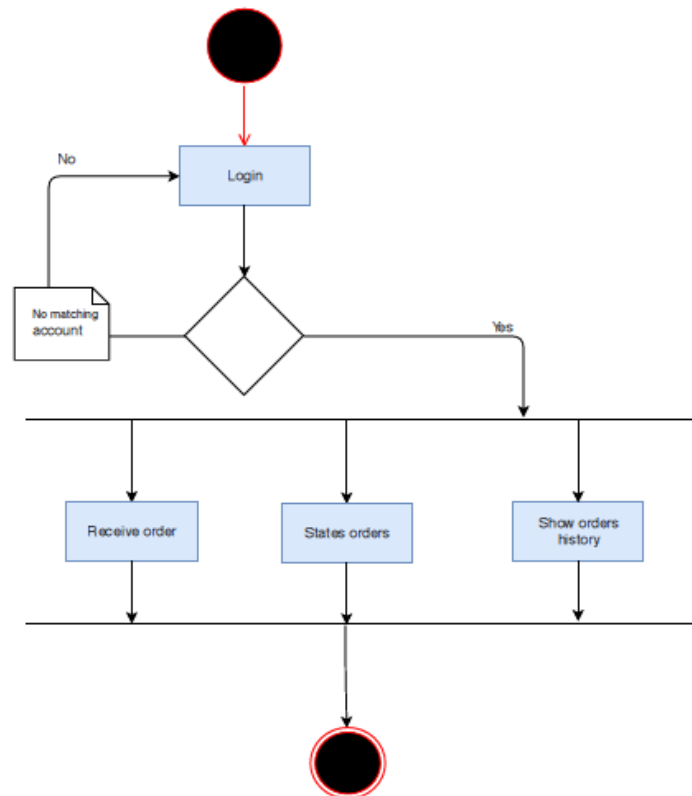 No
Login
No matching
account
Yes
Receive order
States orders
Show orders
history